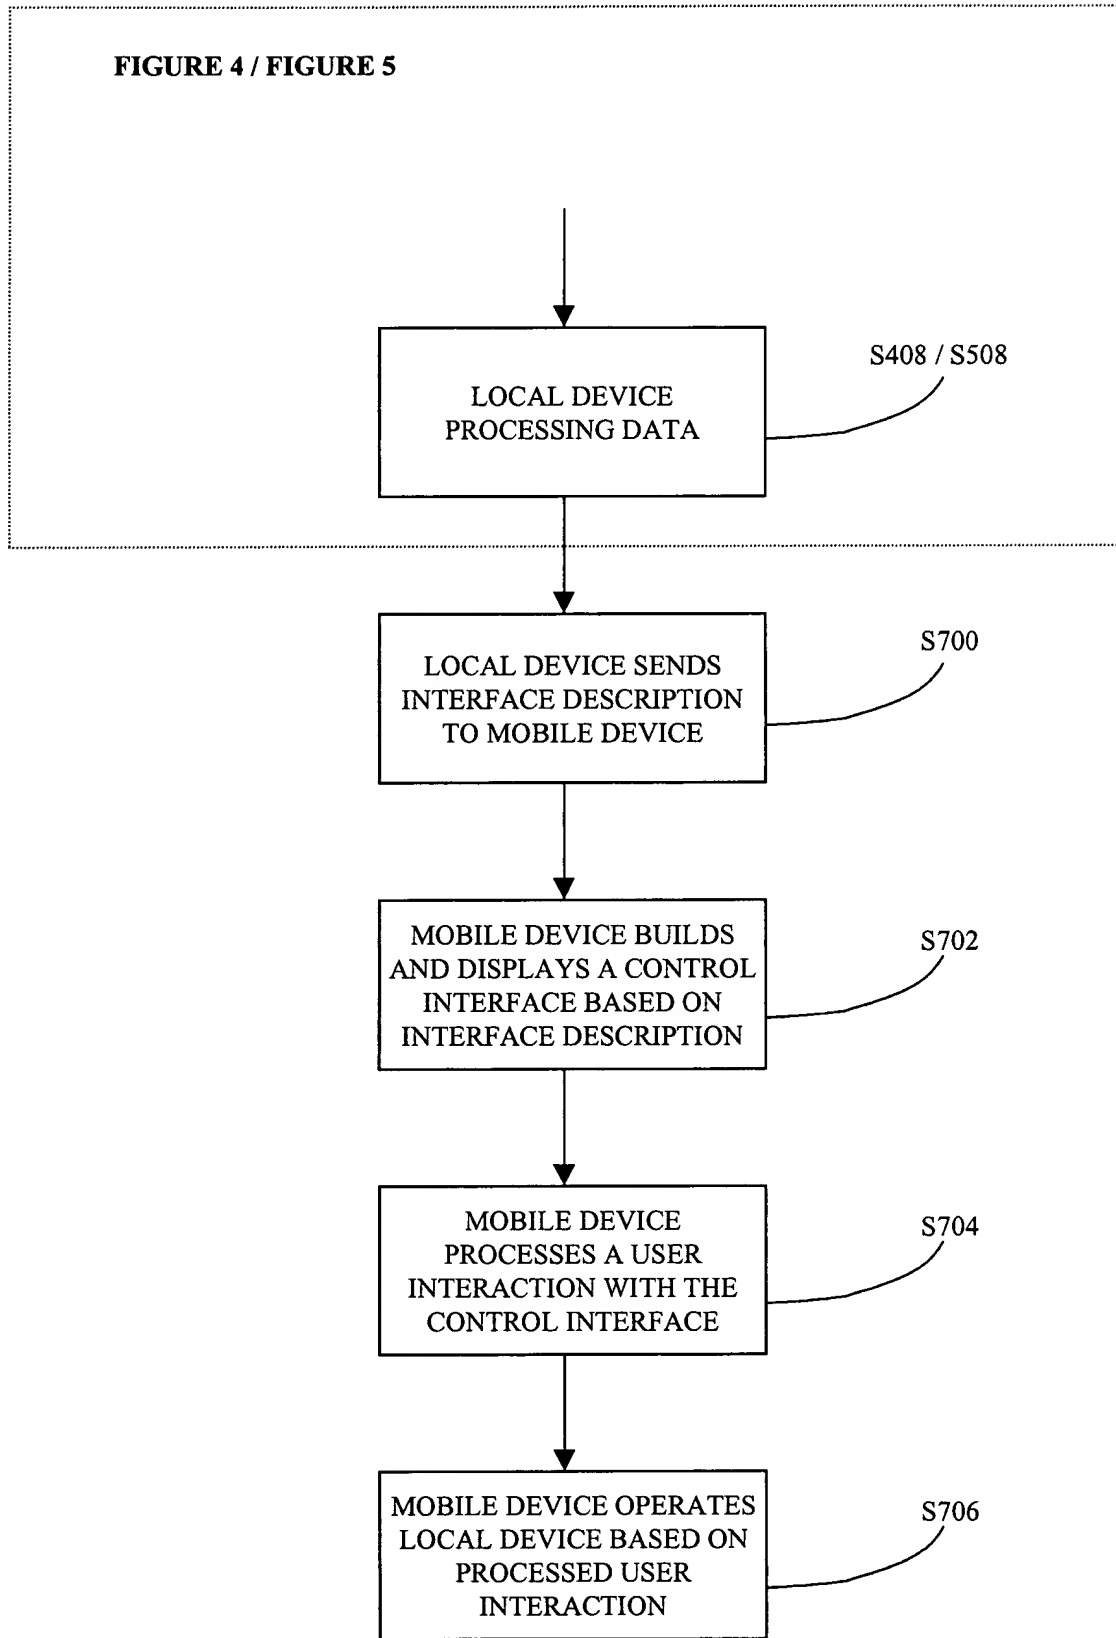 FIGURE 4 / FIGURE 5
S408 / S508
LOCAL DEVICE
PROCESSING DATA
S700
LOCAL DEVICE SENDS
INTERFACE DESCRIPTION
TO MOBILE DEVICE
S702
MOBILE DEVICE BUILDS
AND DISPLAYS A CONTROL
INTERFACE BASED ON
INTERFACE DESCRIPTION
S704
MOBILE DEVICE
PROCESSES A USER
INTERACTION WITH THE
CONTROL INTERFACE
S706
MOBILE DEVICE OPERATES
LOCAL DEVICE BASED ON
PROCESSED USER
INTERACTION